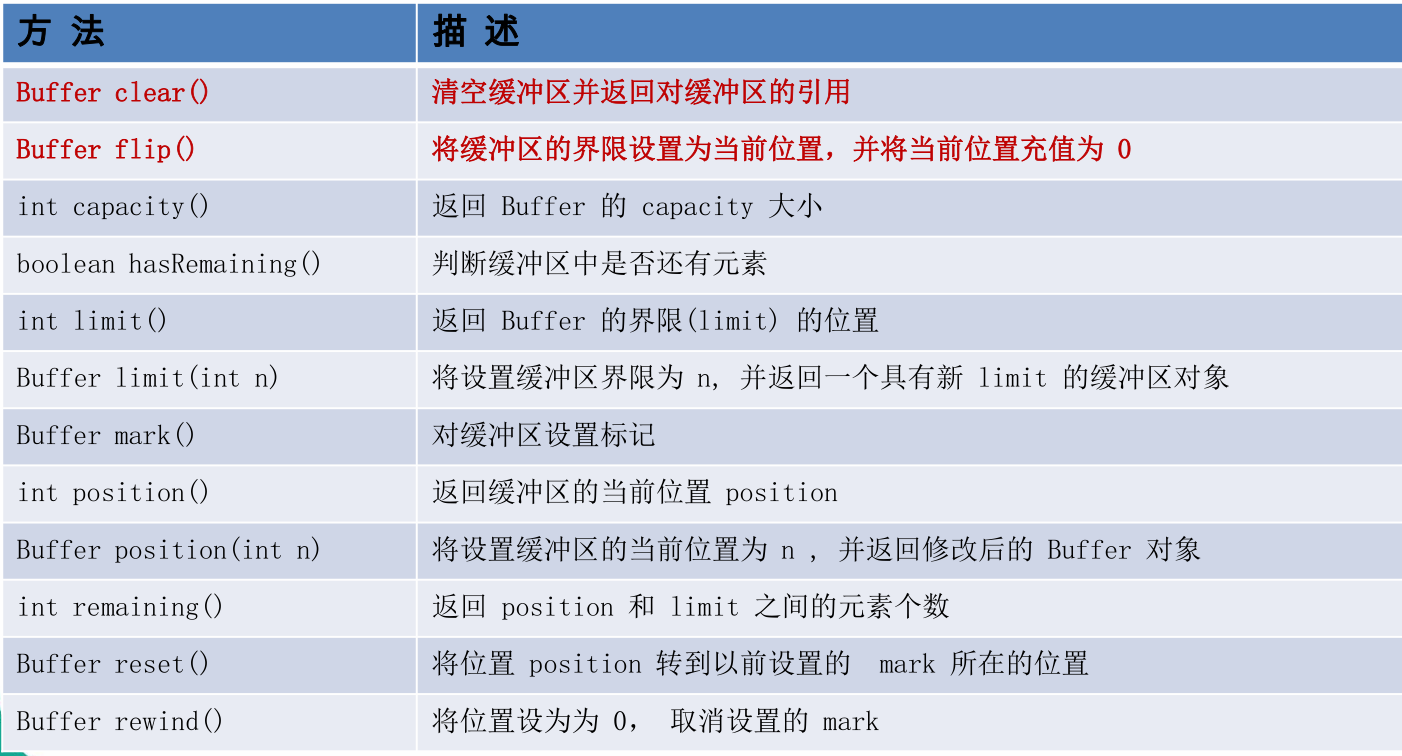 方 法 描 述
Buffer clear() 清空缓冲区并返回对缓冲区的引用
Buffer flip() 将缓冲区的界限设置为当前位置，并将当前位置充值为 0
int capacity() 返回 Buffer 的 capacity 大小
boolean hasRemaining() 判断缓冲区中是否还有元素
int limit() 返回 Buffer 的界限(limit) 的位置
Buffer limit(int n) 将设置缓冲区界限为 n, 并返回一个具有新 limit 的缓冲区对象
Buffer mark() 对缓冲区设置标记
int position() 返回缓冲区的当前位置 position
Buffer position(int n) 将设置缓冲区的当前位置为 n , 并返回修改后的 Buffer 对象
int remaining() 返回 position 和 limit 之间的元素个数
Buffer reset() 将位置 position 转到以前设置的 mark 所在的位置
Buffer rewind() 将位置设为为 0， 取消设置的 mark